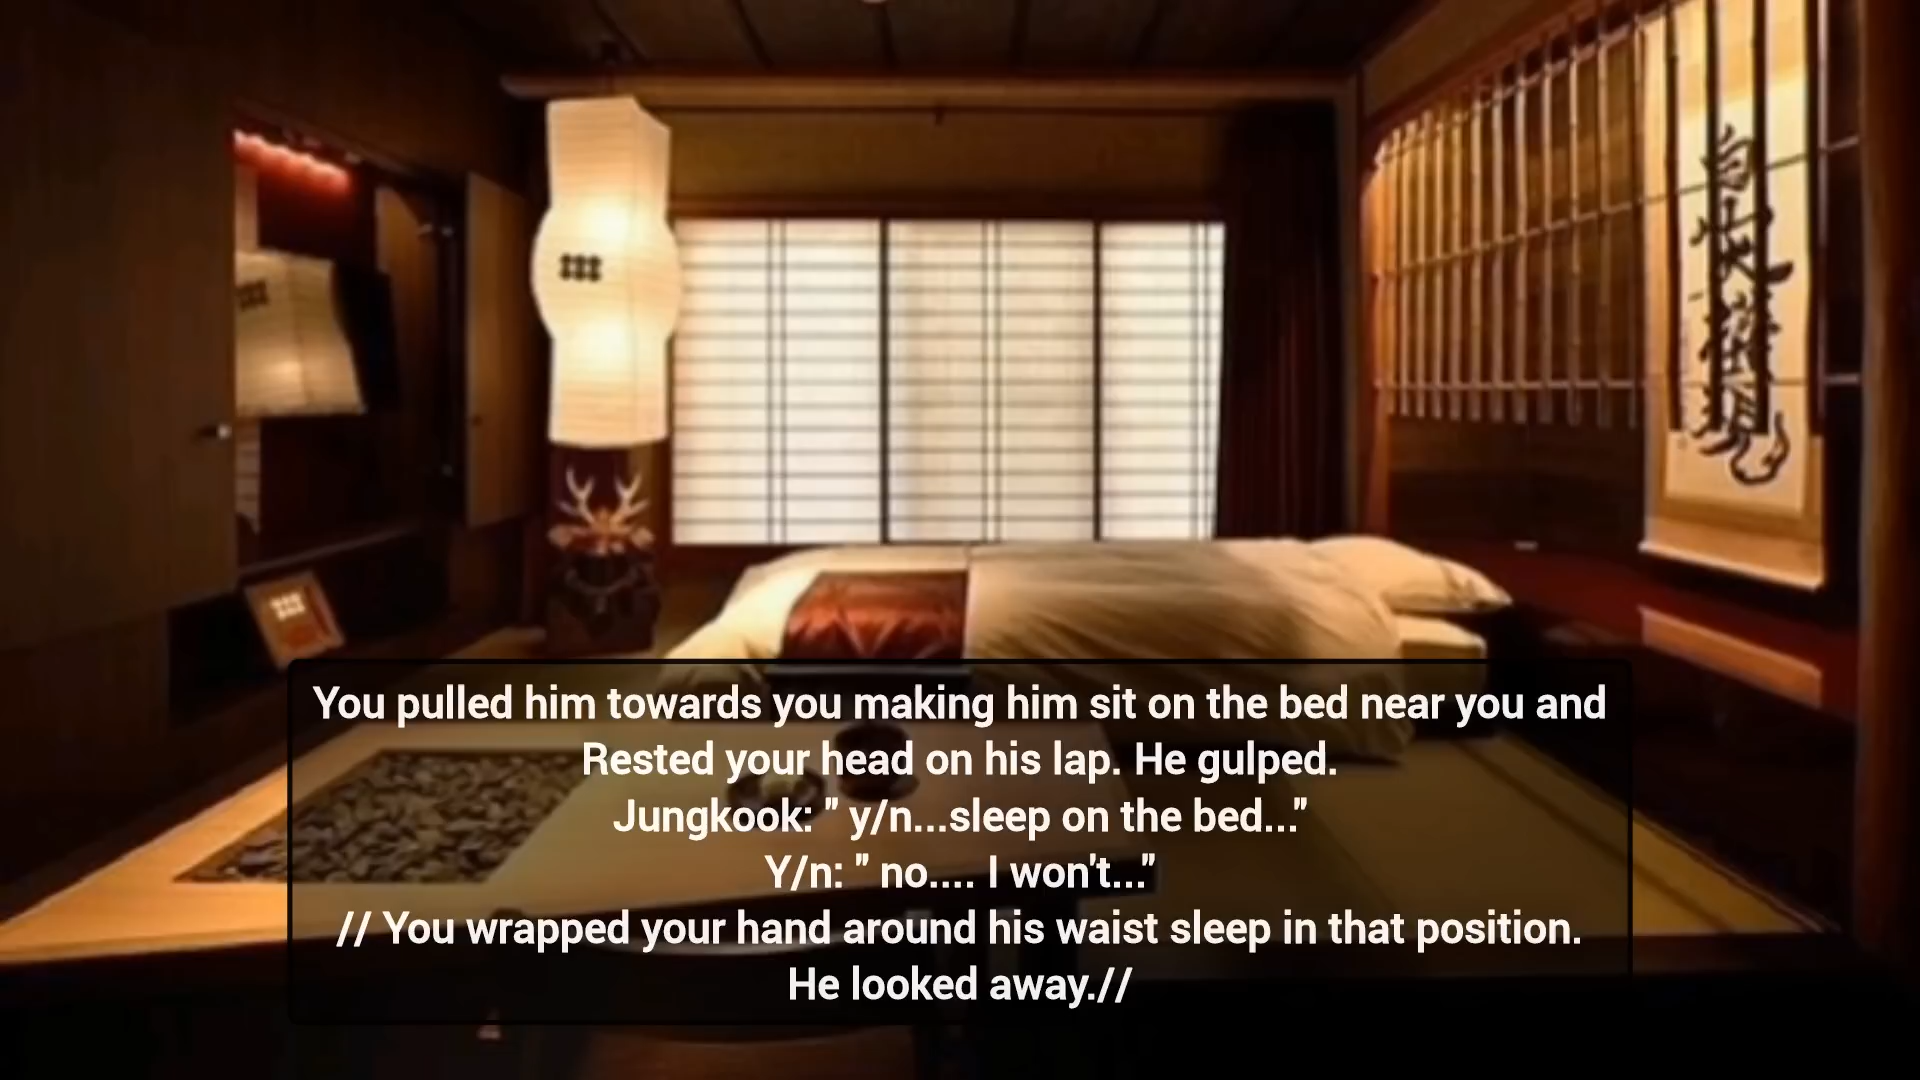 You pulled him towards you making him sit on the bed near you and
Rested your head on his lap. He gulped.
Jungkook: " y/n...sleep on the bed..."
Y/n: " no.... I won't..."
// You wrapped your hand around his waist sleep in that position.
He looked away.//